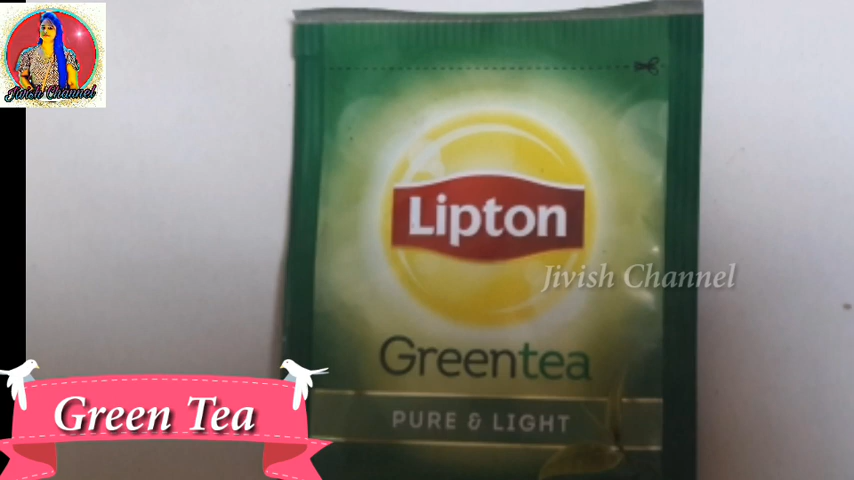 Jivish Channel
Lipton
Jivish Channel
Greentea
PURE & LIGHT
Green Tea